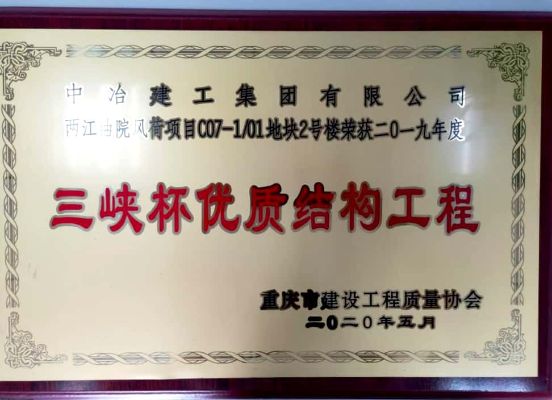 中冶建工集团有限公司
两江曲院风荷项目C07-1/01地块2号楼荣获二〇一九年度
三峡杯优质结构工程
重庆市建设工程质量协会
二〇二〇年五月